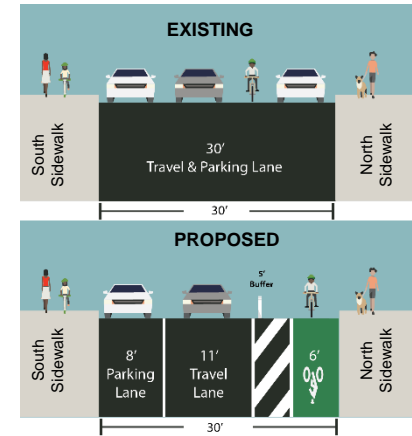 EXISTING
South
Sidewalk
30'
Travel & Parking Lane
North
Sidewalk
30'
PROPOSED
5'
Buffer
South
Sidewalk
8'
Parking
Lane
11'
Travel
Lane
6'
North
Sidewalk
30'